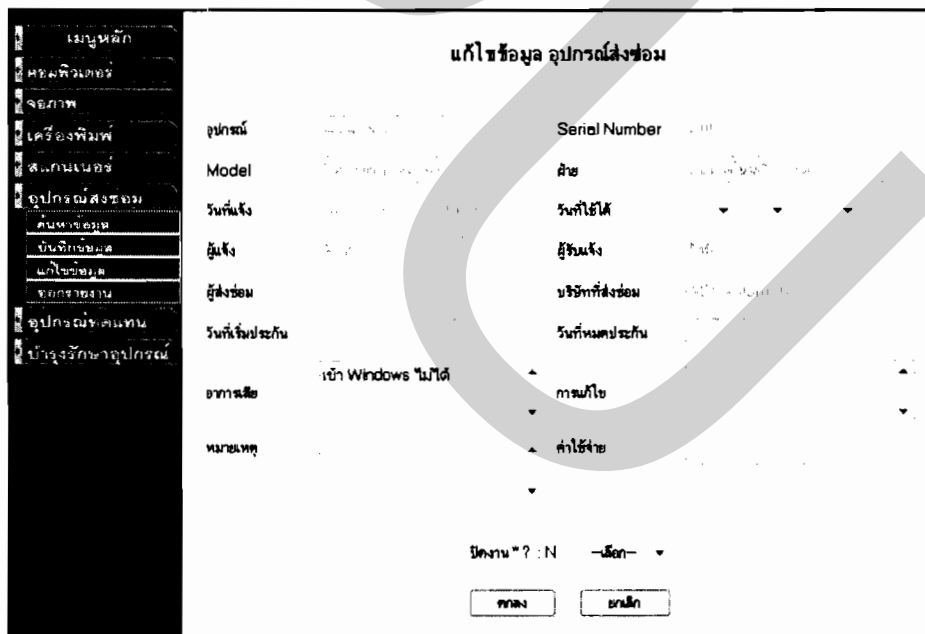 เมนูหลัก
คอมพิวเตอร์
จอภาพ
เครื่องพิมพ์
สแกนเนอร์
อุปกรณ์ส่งซ่อม
ค้นหาข้อมูล
บันทึกข้อมูล
แก้ไขข้อมูล
ออกรายงาน
อุปกรณ์ทดแทน
บำรุงรักษาอุปกรณ์
แก้ไขข้อมูล อุปกรณ์ส่งซ่อม
อุปกรณ์ Serial Number
Model ฝ่าย
วันที่แจ้ง วันที่ใช้ได้
ผู้แจ้ง ผู้รับแจ้ง
ผู้ส่งซ่อม บริษัทที่ส่งซ่อม
วันที่เริ่มประกัน วันที่หมดประกัน
เข้า Windows ไม่ได้
อาการเสีย การแก้ไข
หมายเหตุ ค่าใช้จ่าย
ปิดงาน " ? : N --เลือก--
ตกลง ยกเลิก